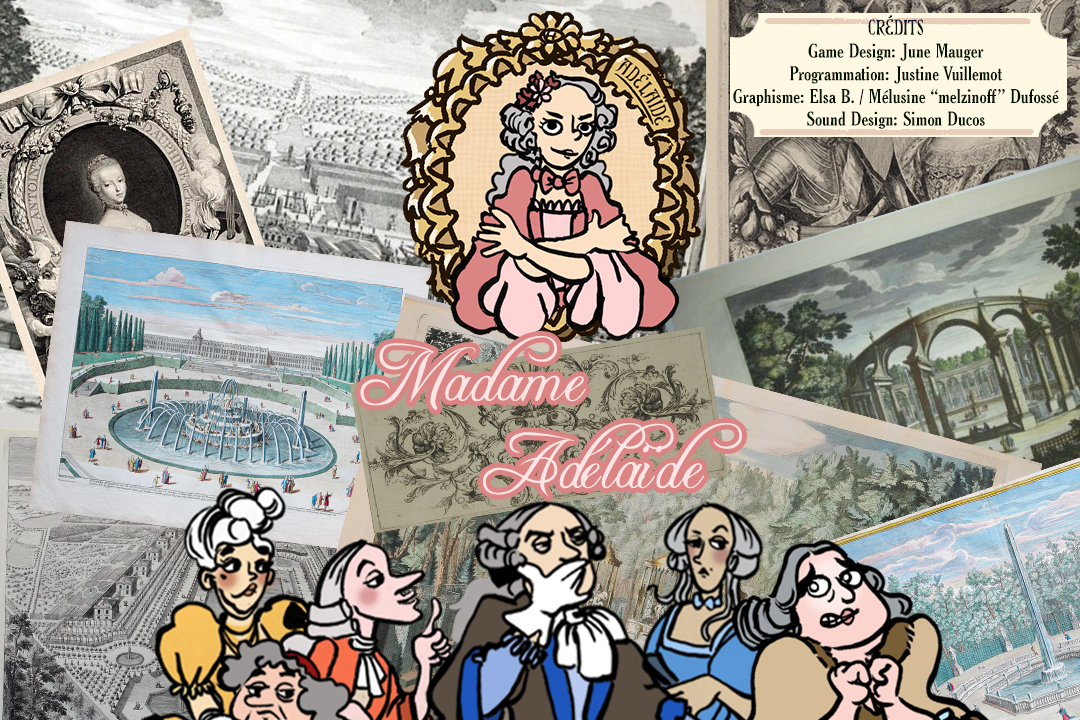 CRÉDITS
Game Design: June Mauger
Programmation: Justine Vuillemot
Graphisme: Elsa B. / Mélusine “melzinoff” Dufossé
Sound Design: Simon Ducos
ADÉLAÏDE
Madame
Adélaïde